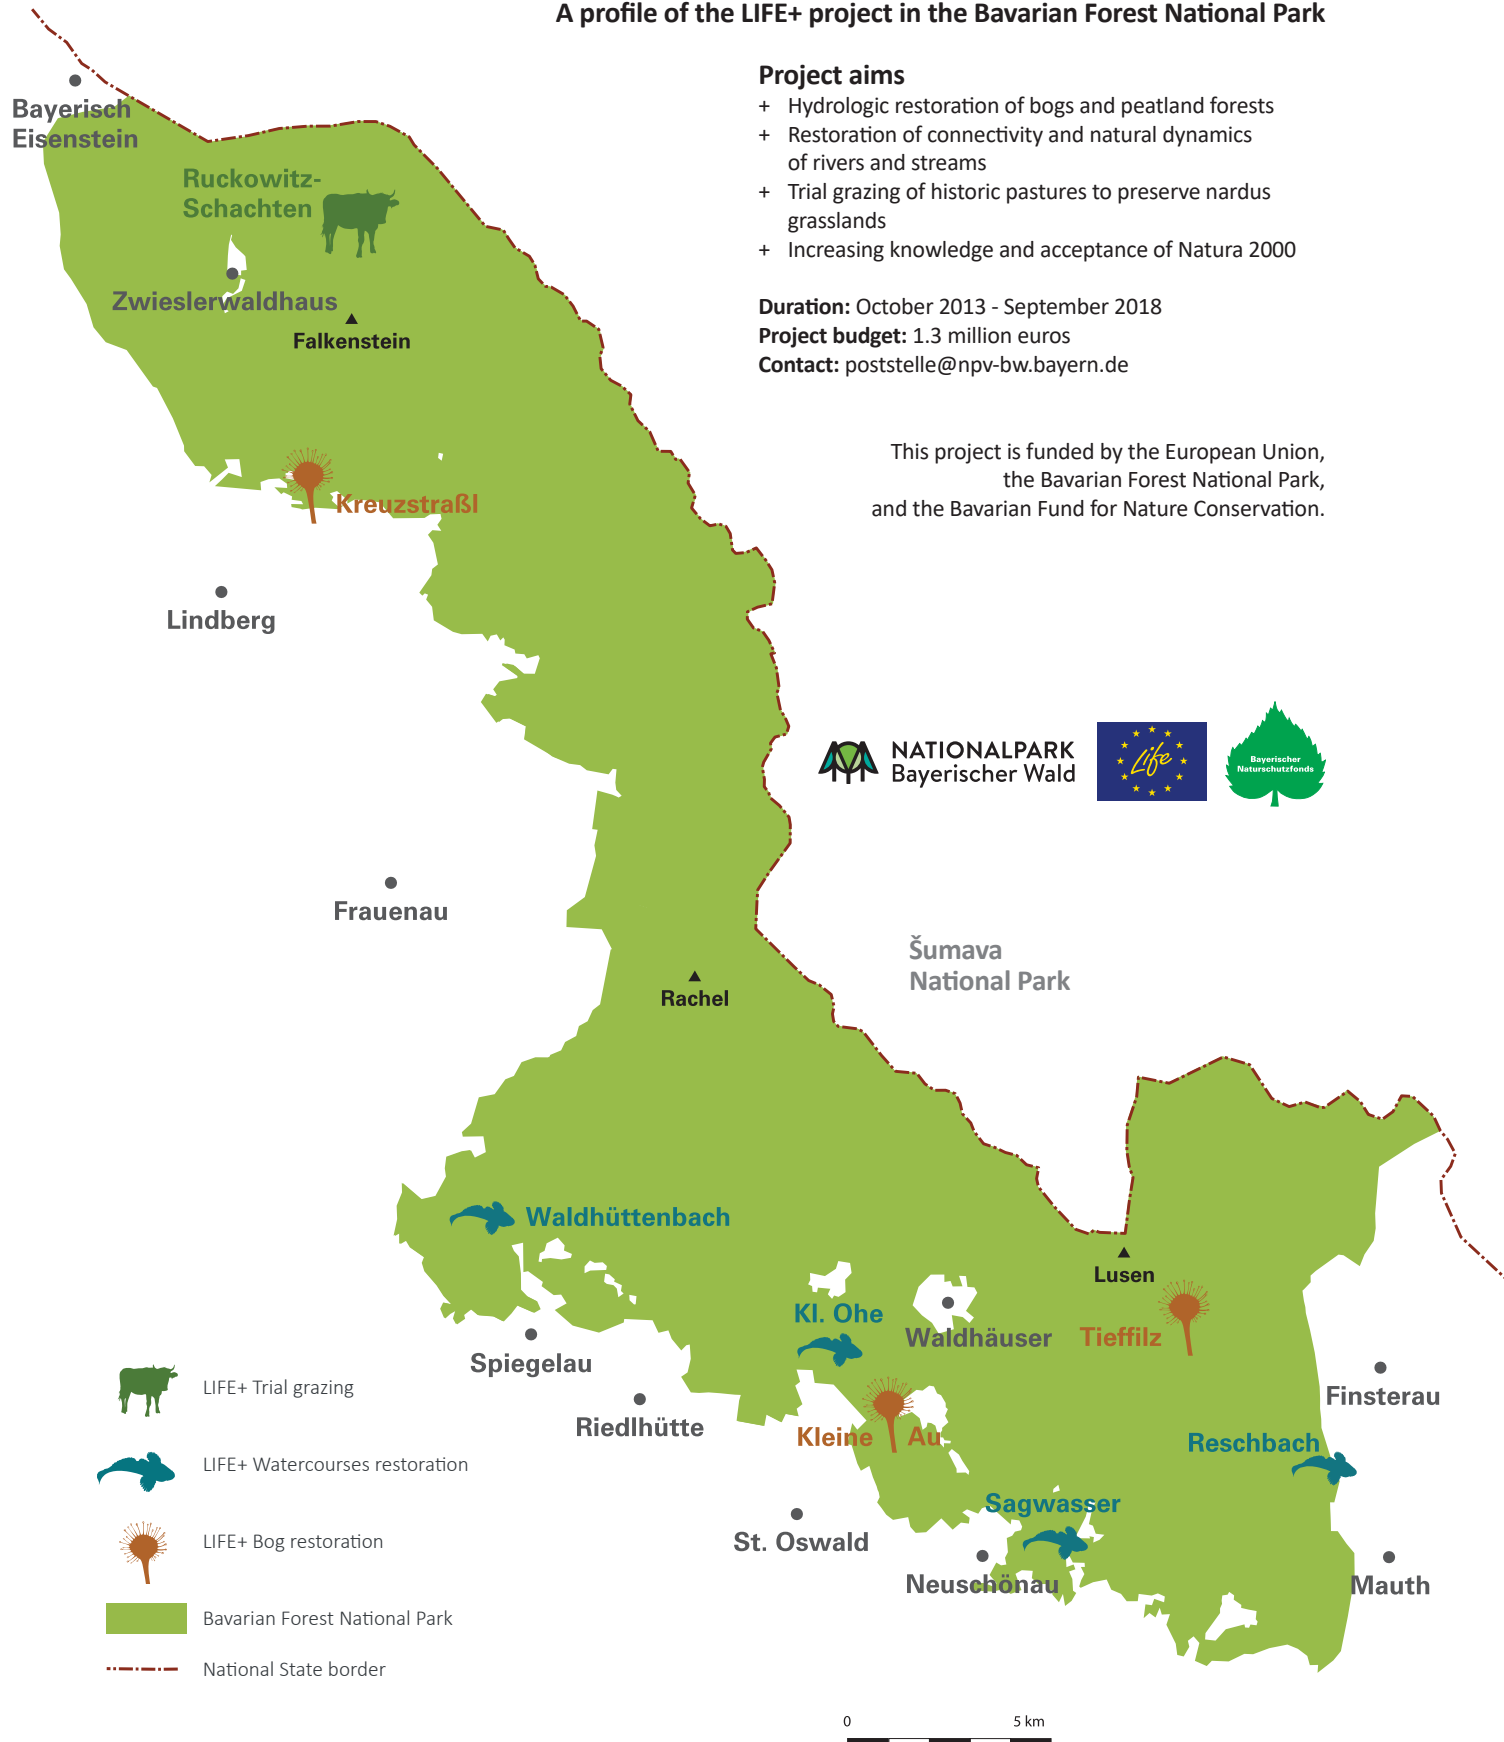 A profile of the LIFE+ project in the Bavarian Forest National Park
Project aims
+ Hydrologic restoration of bogs and peatland forests
+ Restoration of connectivity and natural dynamics
of rivers and streams
+ Trial grazing of historic pastures to preserve nardus
grasslands
+ Increasing knowledge and acceptance of Natura 2000
Duration: October 2013 - September 2018
Project budget: 1.3 million euros
Contact: poststelle@npv-bw.bayern.de
This project is funded by the European Union,
the Bavarian Forest National Park,
and the Bavarian Fund for Nature Conservation.
Bayerisch
Eisenstein
Ruckowitz-
Schachten
Zwieslerwaldhaus
Falkenstein
Kreuzstraßl
Lindberg
NATIONALPARK
Bayerischer Wald
Life
Bayerischer
Naturschutzfonds
Frauenau
Šumava
National Park
Rachel
Waldhüttenbach
Lusen
Kl. Ohe
Waldhäuser
Tieffilz
Spiegelau
Finsterau
Riedlhütte
Kleine Au
Reschbach
Sagwasser
St. Oswald
Neuschönau
Mauth
LIFE+ Trial grazing
LIFE+ Watercourses restoration
LIFE+ Bog restoration
Bavarian Forest National Park
National State border
0 5 km